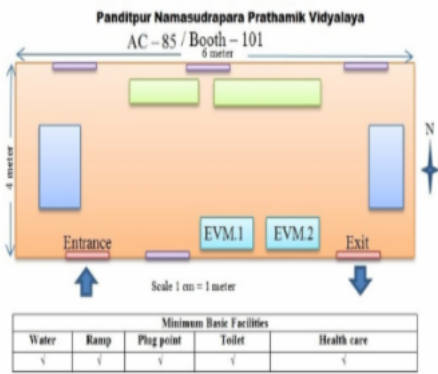 Panditpur Namasudrapara Prathamik Vidyalaya
AC – 85 / Booth – 101
6 meter
4 meter
N
EVM.1 EVM.2
Entrance Exit
Scale 1 cm = 1 meter
Minimum Basic Facilities
Water Ramp Plug point Toilet Health care
√ √ √ √ √